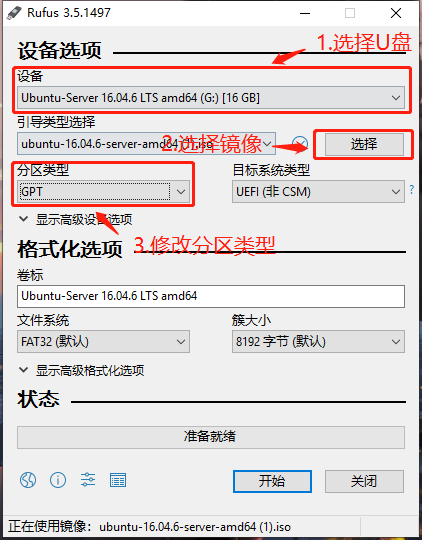 Rufus 3.5.1497
设备选项
1.选择U盘
设备
Ubuntu-Server 16.04.6 LTS amd64 (G:) [16 GB]
引导类型选择
ubuntu-16.04.6-server-amd64 (1).iso
2.选择镜像
选择
分区类型
目标系统类型
GPT
UEFI (非 CSM)
?
显示高级设备选项
3.修改分区类型
格式化选项
卷标
Ubuntu-Server 16.04.6 LTS amd64
文件系统
簇大小
FAT32 (默认)
8192 字节 (默认)
显示高级格式化选项
状态
准备就绪
开始
关闭
正在使用镜像: ubuntu-16.04.6-server-amd64 (1).iso